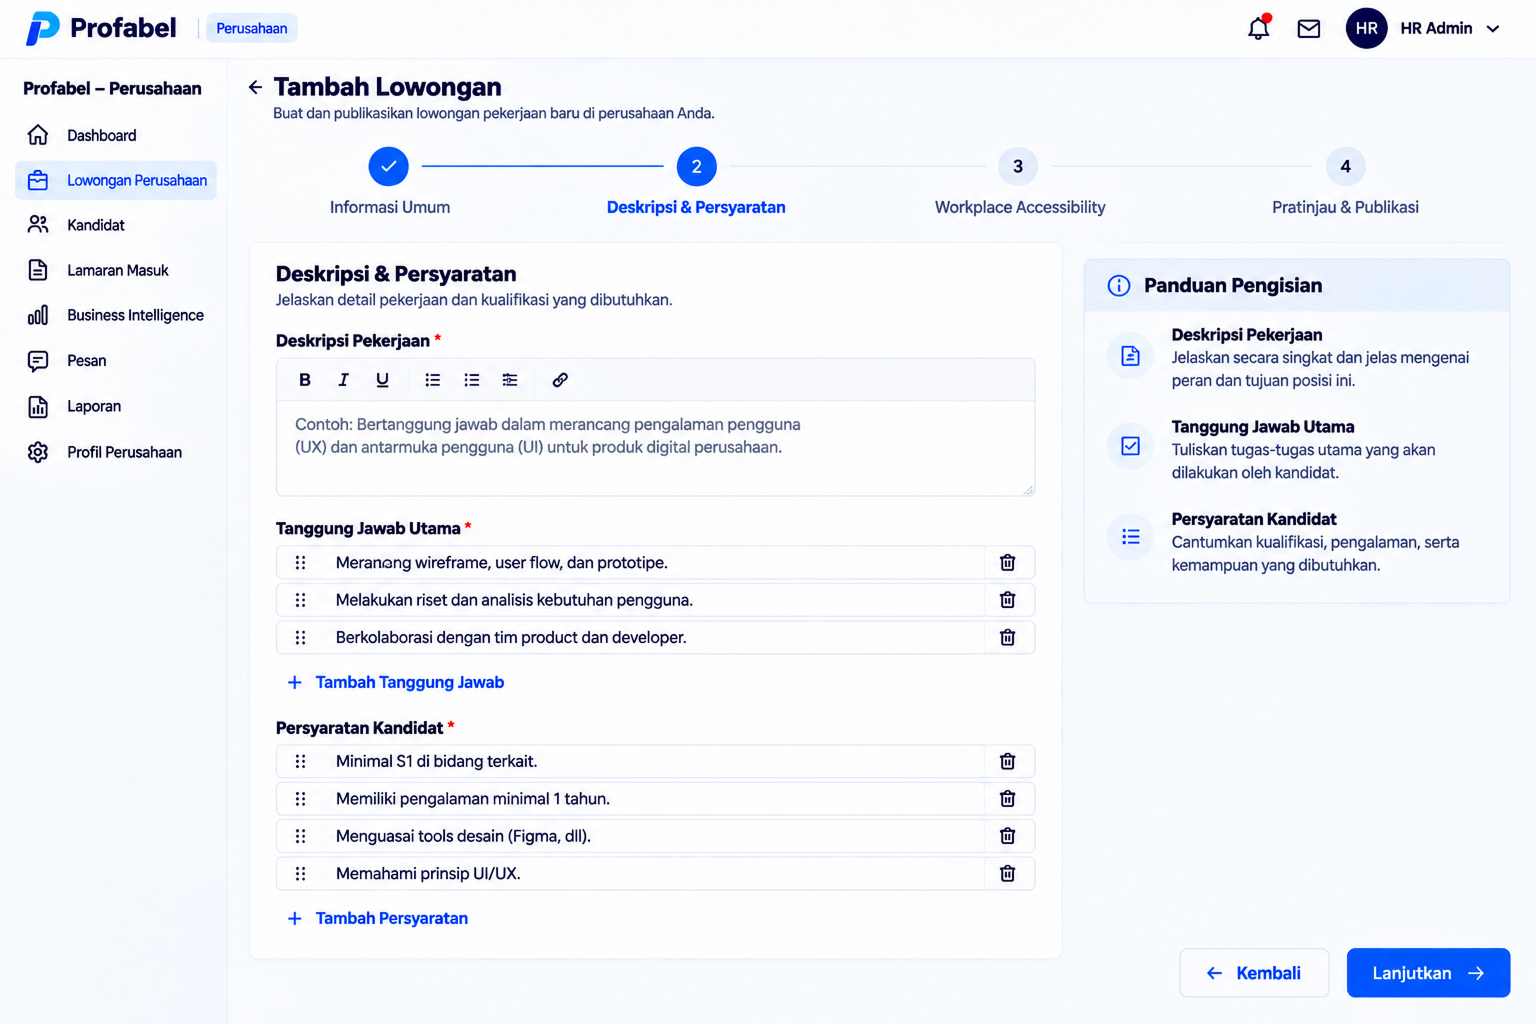 Profabel
Perusahaan
HR
HR Admin
Profabel – Perusahaan
Dashboard
Lowongan Perusahaan
Kandidat
Lamaran Masuk
Business Intelligence
Pesan
Laporan
Profil Perusahaan
Tambah Lowongan
Buat dan publikasikan lowongan pekerjaan baru di perusahaan Anda.
2
3
4
Informasi Umum
Deskripsi & Persyaratan
Workplace Accessibility
Pratinjau & Publikasi
Deskripsi & Persyaratan
Jelaskan detail pekerjaan dan kualifikasi yang dibutuhkan.
Deskripsi Pekerjaan *
B I U
Contoh: Bertanggung jawab dalam merancang pengalaman pengguna
(UX) dan antarmuka pengguna (UI) untuk produk digital perusahaan.
Tanggung Jawab Utama *
wireframe, user flow, dan prototipe.
Melakukan riset dan analisis kebutuhan pengguna.
Berkolaborasi dengan tim product dan developer.
+ Tambah Tanggung Jawab
Persyaratan Kandidat *
Minimal S1 di bidang terkait.
Memiliki pengalaman minimal 1 tahun.
Menguasai tools desain (Figma, dll).
Memahami prinsip UI/UX.
+ Tambah Persyaratan
Panduan Pengisian
Deskripsi Pekerjaan
Jelaskan secara singkat dan jelas mengenai
peran dan tujuan posisi ini.
Tanggung Jawab Utama
Tuliskan tugas-tugas utama yang akan
dilakukan oleh kandidat.
Persyaratan Kandidat
Cantumkan kualifikasi, pengalaman, serta
kemampuan yang dibutuhkan.
← Kembali
Lanjutkan →